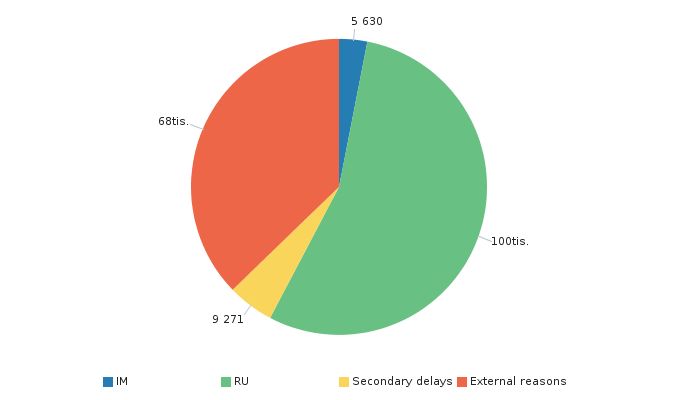 5 630
68tis.
100tis.
9 271
IM RU Secondary delays External reasons